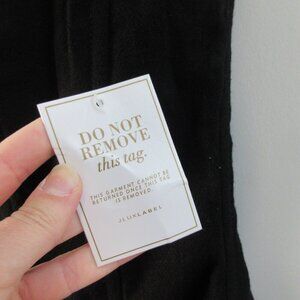 DO NOT
REMOVE
this tag.
THIS GARMENT CANNOT BE
RETURNED ONCE THIS TAG
IS REMOVED.
JLUXLABEL